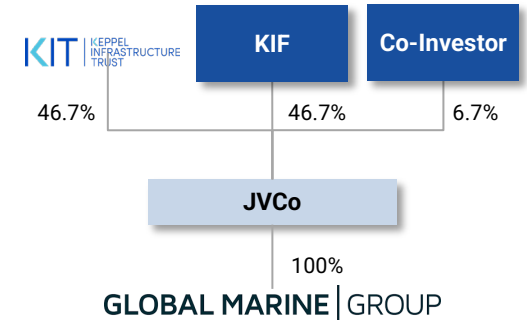 KIT
KEPPEL
INFRASTRUCTURE
TRUST
KIF
Co-Investor
46.7%
46.7%
6.7%
JVCo
100%
GLOBAL MARINE GROUP